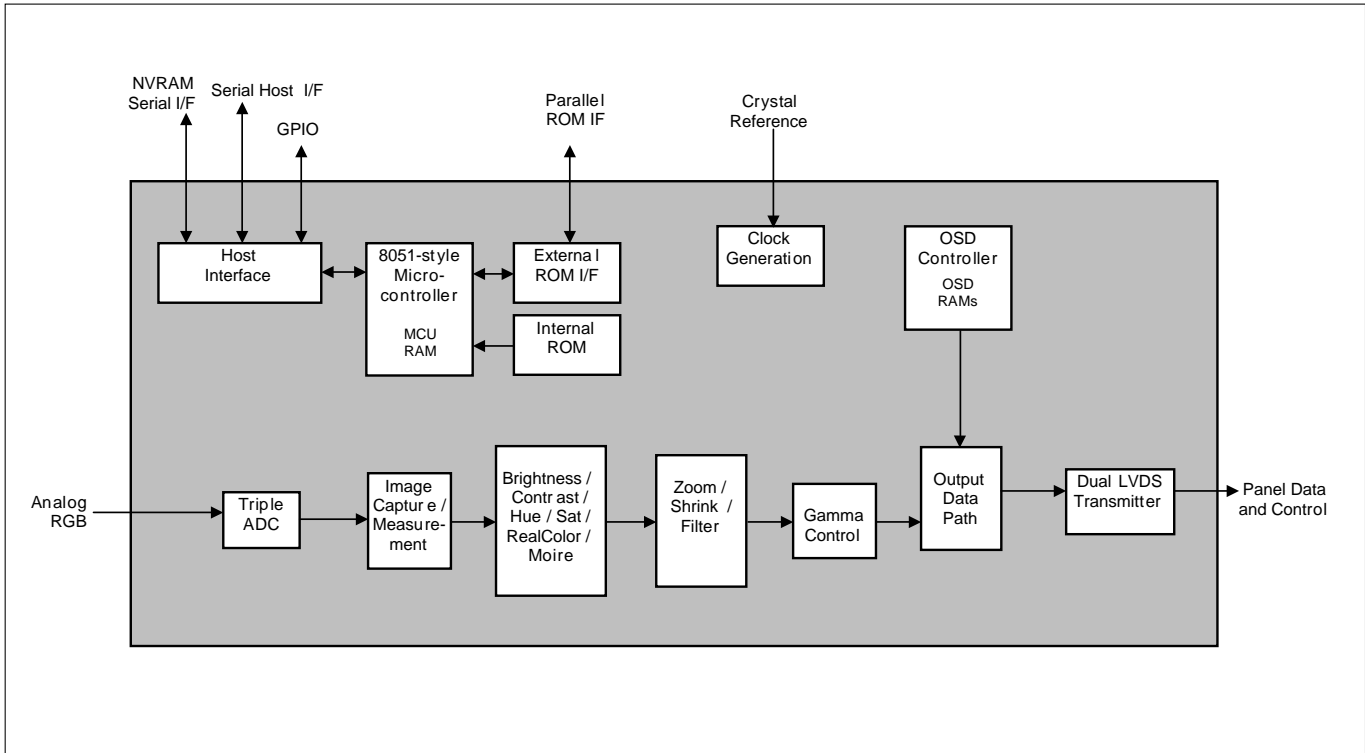 NVRAM
Serial I/F
Serial Host I/F
GPIO
Parallel
ROM IF
Crystal
Reference
Host
Interface
8051-style
Micro-
controller
MCU
RAM
External
ROM I/F
Internal
ROM
Clock
Generation
OSD
Controller
OSD
RAMs
Analog
RGB
Triple
ADC
Image
Capture /
Measure-
ment
Brightness /
Contrast /
Hue / Sat /
RealColor /
Moire
Zoom /
Shrink /
Filter
Gamma
Control
Output
Data
Path
Dual LVDS
Transmitter
Panel Data
and Control